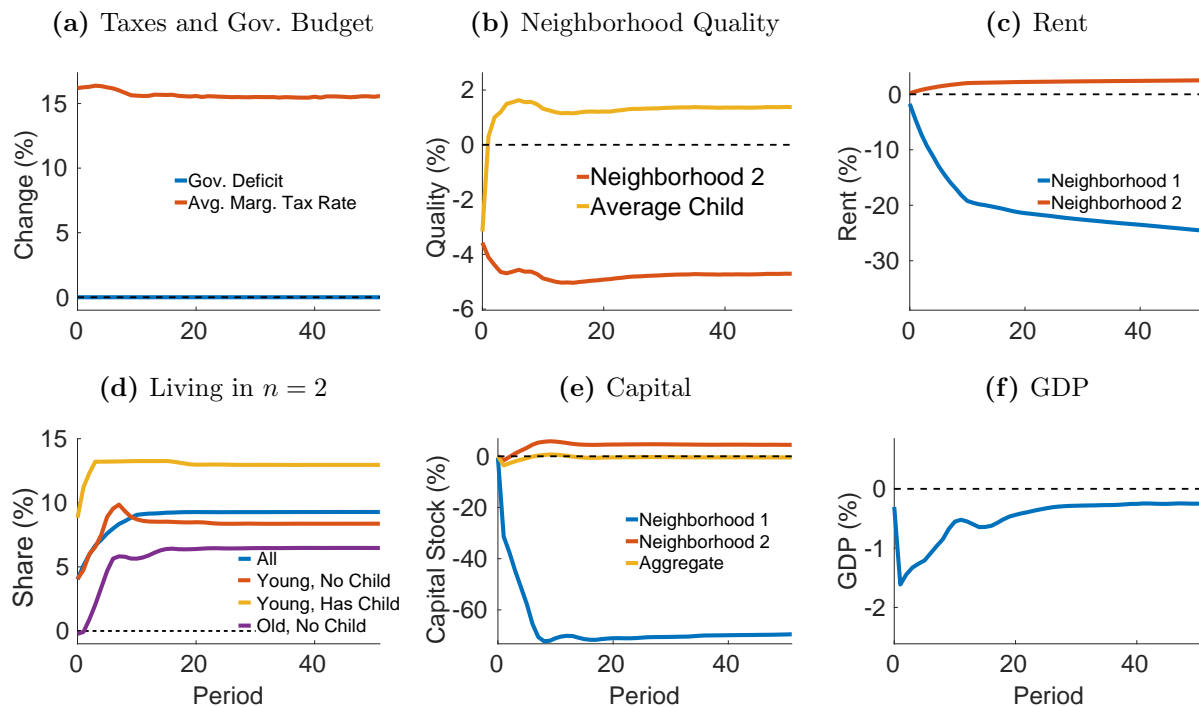 (a) Taxes and Gov. Budget
Change (%)
15
10
5
0
0
20
40
Gov. Deficit
Avg. Marg. Tax Rate
(b) Neighborhood Quality
Quality (%)
2
0
-2
-4
-6
0
20
40
Neighborhood 2
Average Child
(c) Rent
Rent (%)
0
-10
-20
-30
0
20
40
Neighborhood 1
Neighborhood 2
(d) Living in n = 2
Share (%)
15
10
5
0
0
20
40
Period
All
Young, No Child
Young, Has Child
Old, No Child
(e) Capital
Capital Stock (%)
0
-20
-40
-60
0
20
40
Period
Neighborhood 1
Neighborhood 2
Aggregate
(f) GDP
GDP (%)
0
-1
-2
0
20
40
Period